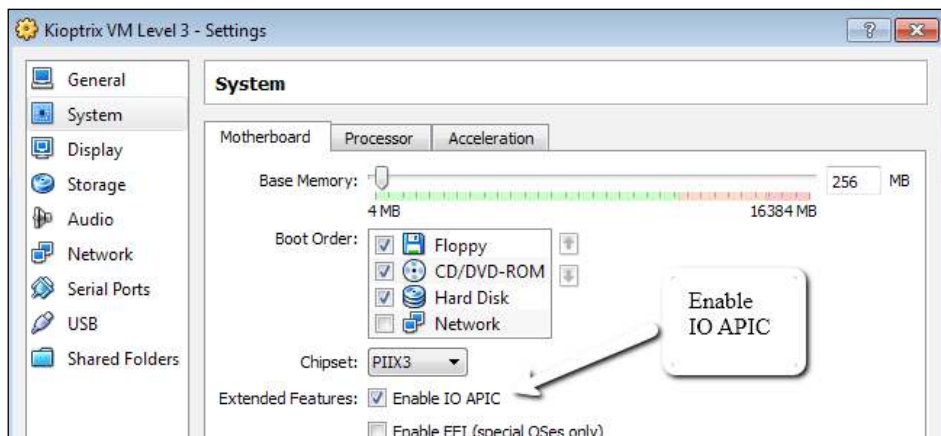 Kioptrix VM Level 3 - Settings
General
System
Display
Storage
Audio
Network
Serial Ports
USB
Shared Folders
System
Motherboard Processor Acceleration
Base Memory: 256 MB
4 MB 16384 MB
Boot Order: Floppy
CD/DVD-ROM
Hard Disk
Network
Chipset: PIIX3
Extended Features: Enable IO APIC
Enable EFI (special OSes only)
Enable
IO APIC